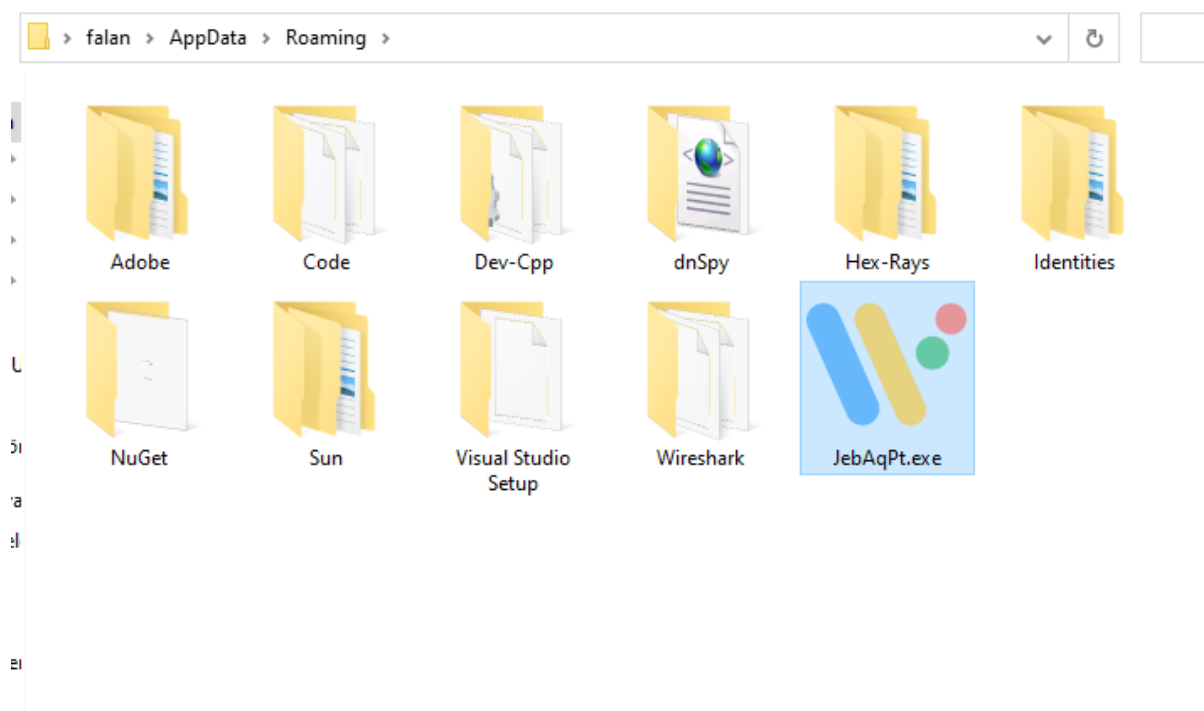 falan > AppData > Roaming >
Adobe
Code
Dev-Cpp
dnSpy
Hex-Rays
Identities
NuGet
Sun
Visual Studio
Setup
Wireshark
JebAqPt.exe